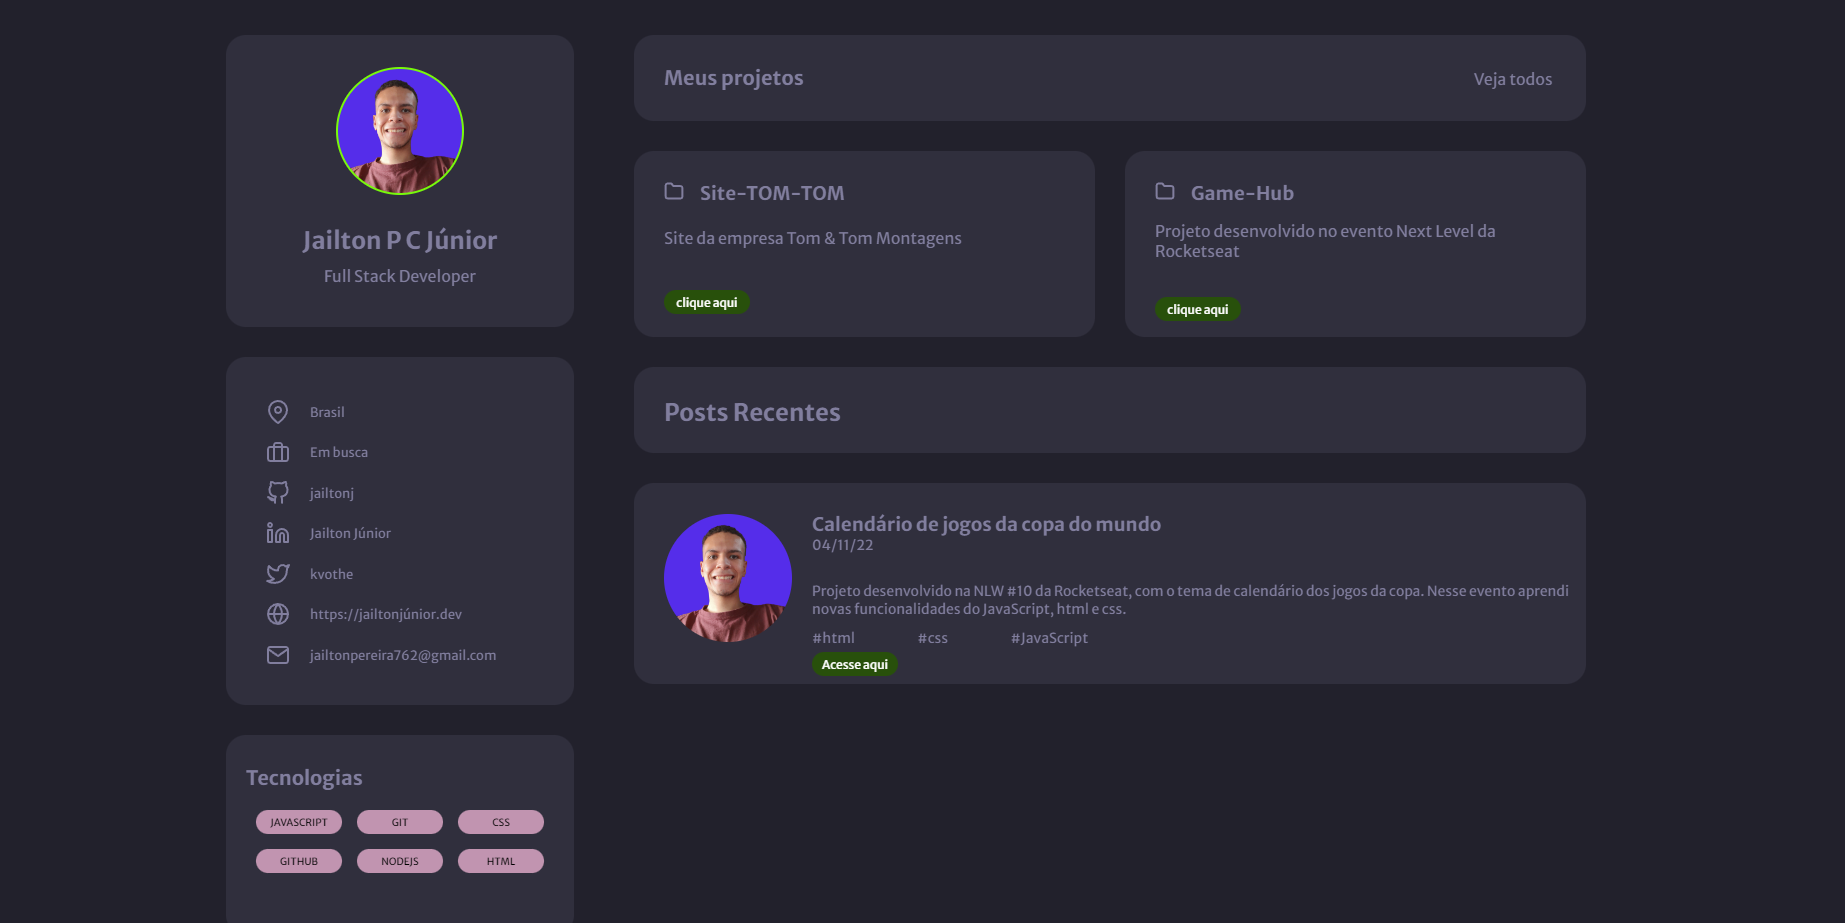 Jailton P C Júnior
Full Stack Developer
Brasil
Em busca
jailtonj
Jailton Júnior
kvothe
https://jailtonjúnior.dev
jailtonpereira762@gmail.com
Tecnologias
JAVASCRIPT GIT CSS
GITHUB NODEJS HTML
Meus projetos Veja todos
Site-TOM-TOM
Site da empresa Tom & Tom Montagens
clique aqui
Game-Hub
Projeto desenvolvido no evento Next Level da
Rocketseat
clique aqui
Posts Recentes
Calendário de jogos da copa do mundo
04/11/22
Projeto desenvolvido na NLW #10 da Rocketseat, com o tema de calendário dos jogos da copa. Nesse evento aprendi
novas funcionalidades do JavaScript, html e css.
#html #css #JavaScript
Acesse aqui